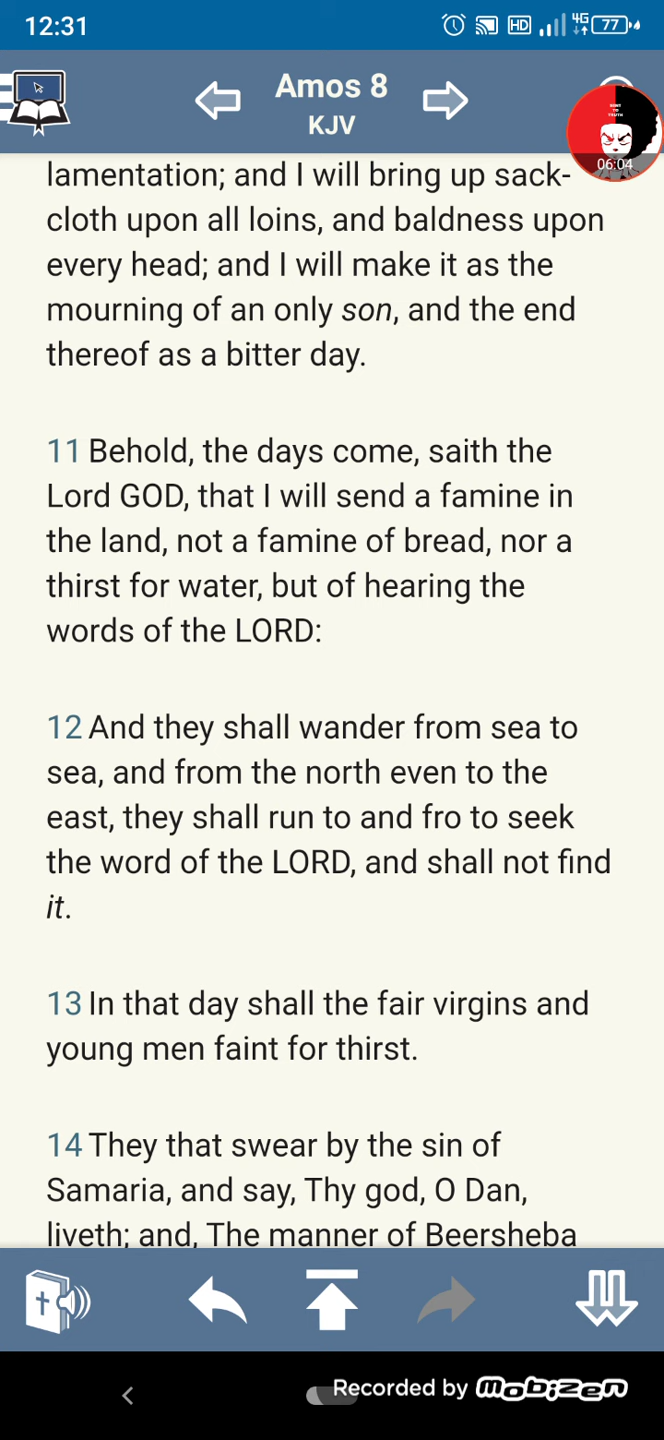 12:31
HD
4G
77
Amos 8
KJV
06:04
lamentation; and I will bring up sack-
cloth upon all loins, and baldness upon
every head; and I will make it as the
mourning of an only son, and the end
thereof as a bitter day.
11 Behold, the days come, saith the
Lord GOD, that I will send a famine in
the land, not a famine of bread, nor a
thirst for water, but of hearing the
words of the LORD:
12 And they shall wander from sea to
sea, and from the north even to the
east, they shall run to and fro to seek
the word of the LORD, and shall not find
it.
13 In that day shall the fair virgins and
young men faint for thirst.
14 They that swear by the sin of
Samaria, and say, Thy god, O Dan,
liveth; and, The manner of Beersheba
Recorded by Mobizen